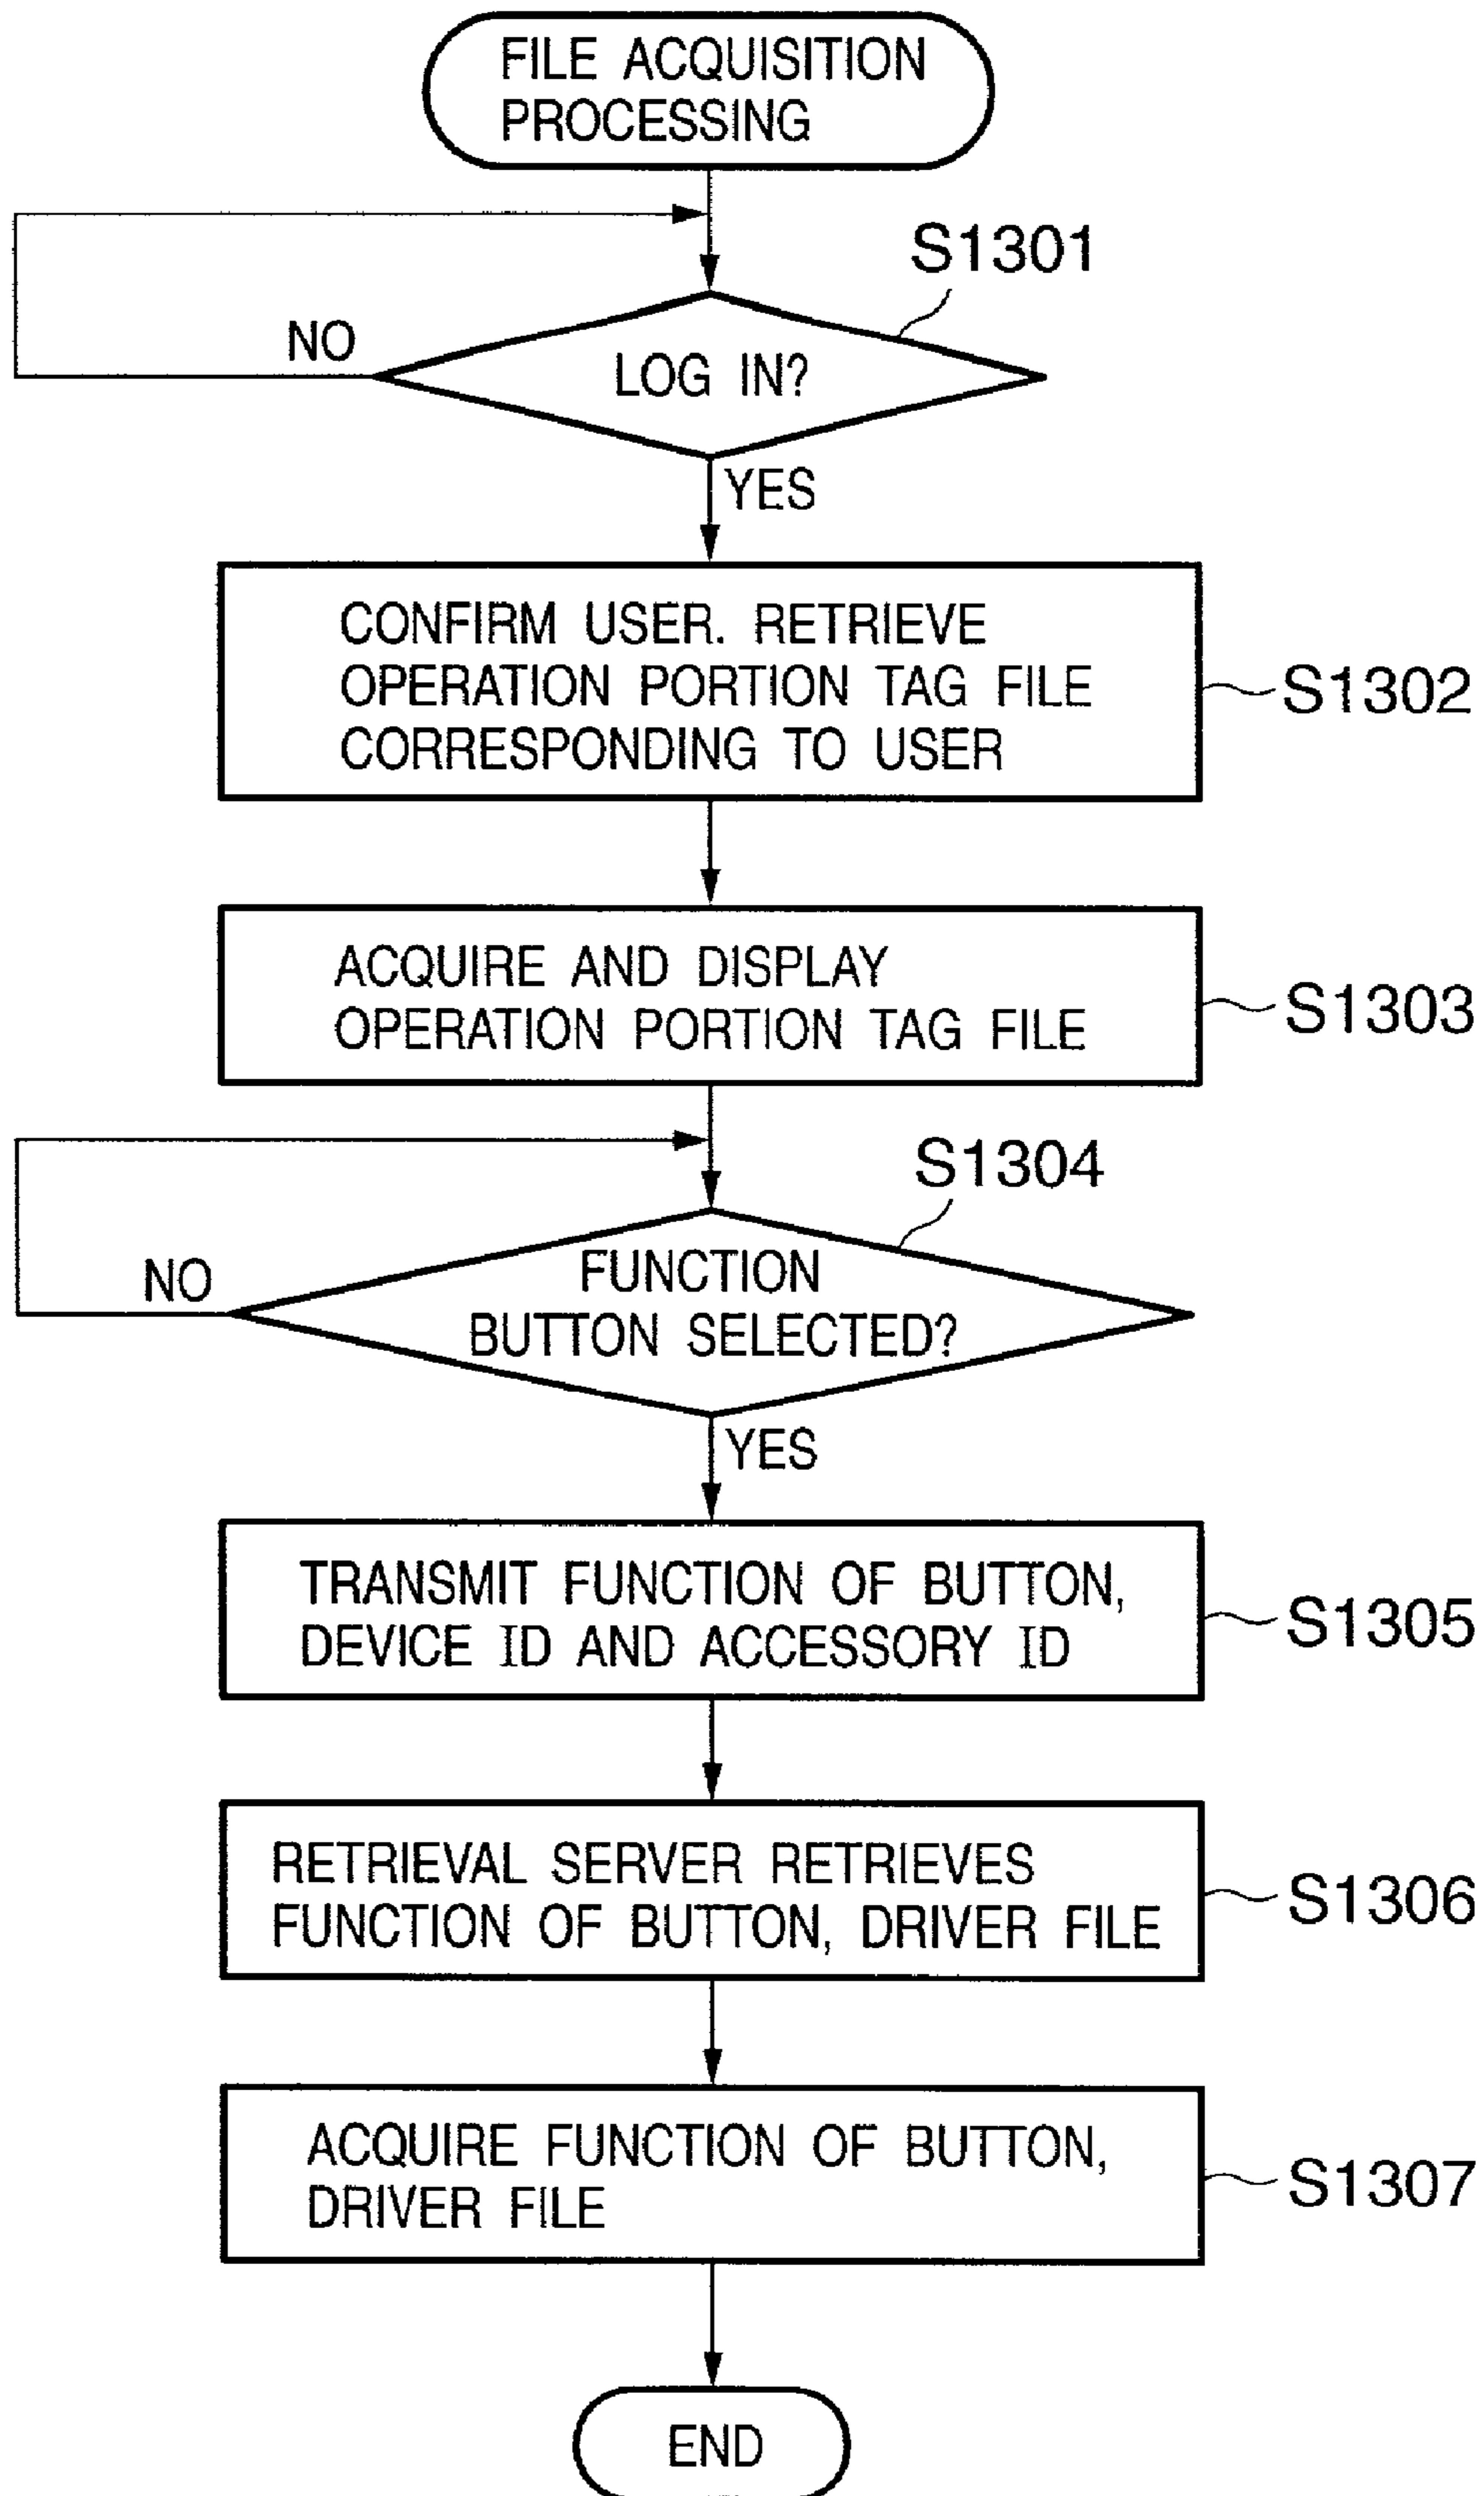 FILE ACQUISITION
PROCESSING
S1301
NO
LOG IN?
YES
CONFIRM USER. RETRIEVE
OPERATION PORTION TAG FILE
CORRESPONDING TO USER
S1302
ACQUIRE AND DISPLAY
OPERATION PORTION TAG FILE
S1303
S1304
NO
FUNCTION
BUTTON SELECTED?
YES
TRANSMIT FUNCTION OF BUTTON,
DEVICE ID AND ACCESSORY ID
S1305
RETRIEVAL SERVER RETRIEVES
FUNCTION OF BUTTON, DRIVER FILE
S1306
ACQUIRE FUNCTION OF BUTTON,
DRIVER FILE
S1307
END